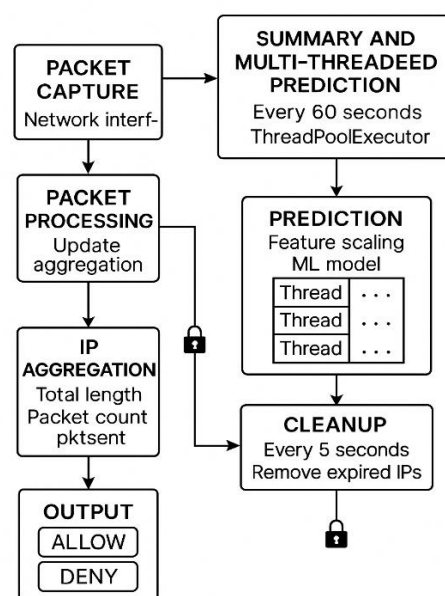 PACKET
CAPTURE
Network interf-
SUMMARY AND
MULTI-THREADEED
PREDICTION
Every 60 seconds
ThreadPoolExecutor
PACKET
PROCESSING
Update
aggregation
PREDICTION
Feature scaling
ML model
Thread ...
Thread ...
Thread ...
IP
AGGREGATION
Total length
Packet count
pktsent
CLEANUP
Every 5 seconds
Remove expired IPs
OUTPUT
ALLOW
DENY